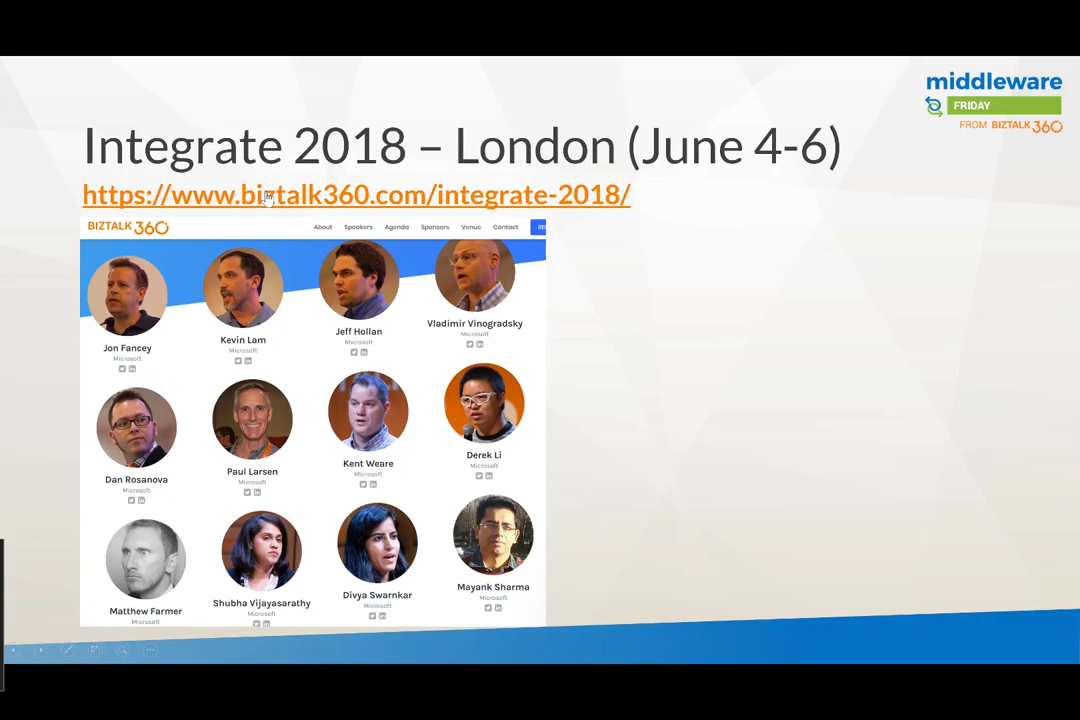 middleware
FRIDAY
FROM BIZTALK 360
Integrate 2018 – London (June 4-6)
https://www.biztalk360.com/integrate-2018/
BIZTALK 360
About Speakers Agenda Sponsors Venue Contact
Jon Fancey
Microsoft
Kevin Lam
Microsoft
Jeff Hollan
Microsoft
Vladimir Vinogradsky
Microsoft
Dan Rosanova
Microsoft
Paul Larsen
Microsoft
Kent Weare
Microsoft
Derek Li
Microsoft
Matthew Farmer
Microsoft
Shubha Vijayasarathy
Microsoft
Divya Swarnkar
Microsoft
Mayank Sharma
Microsoft